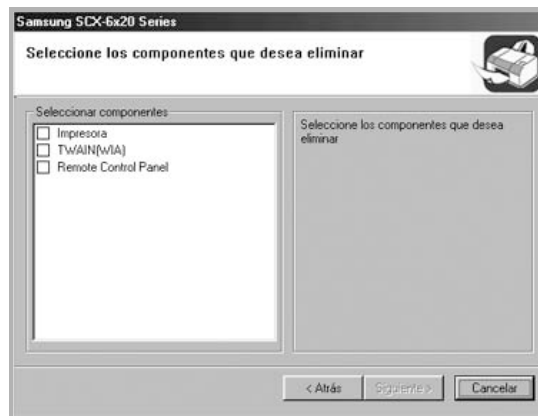 Samsung SCX-6x20 Series
Seleccione los componentes que desea eliminar
Seleccionar componentes
Impresora
TWAIN(WIA)
Remote Control Panel
Seleccione los componentes que desea
eliminar
< Atrás
Siguiente >
Cancelar